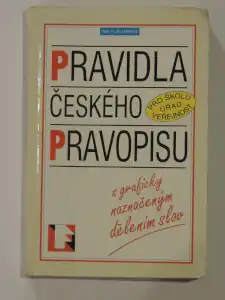 PRAVIDLA
ČESKÉHO
PRO ŠKOLU
ÚŘAD
VEŘEJNOST
PRAVOPISU
s graficky
naznačeným
dělením slov
F